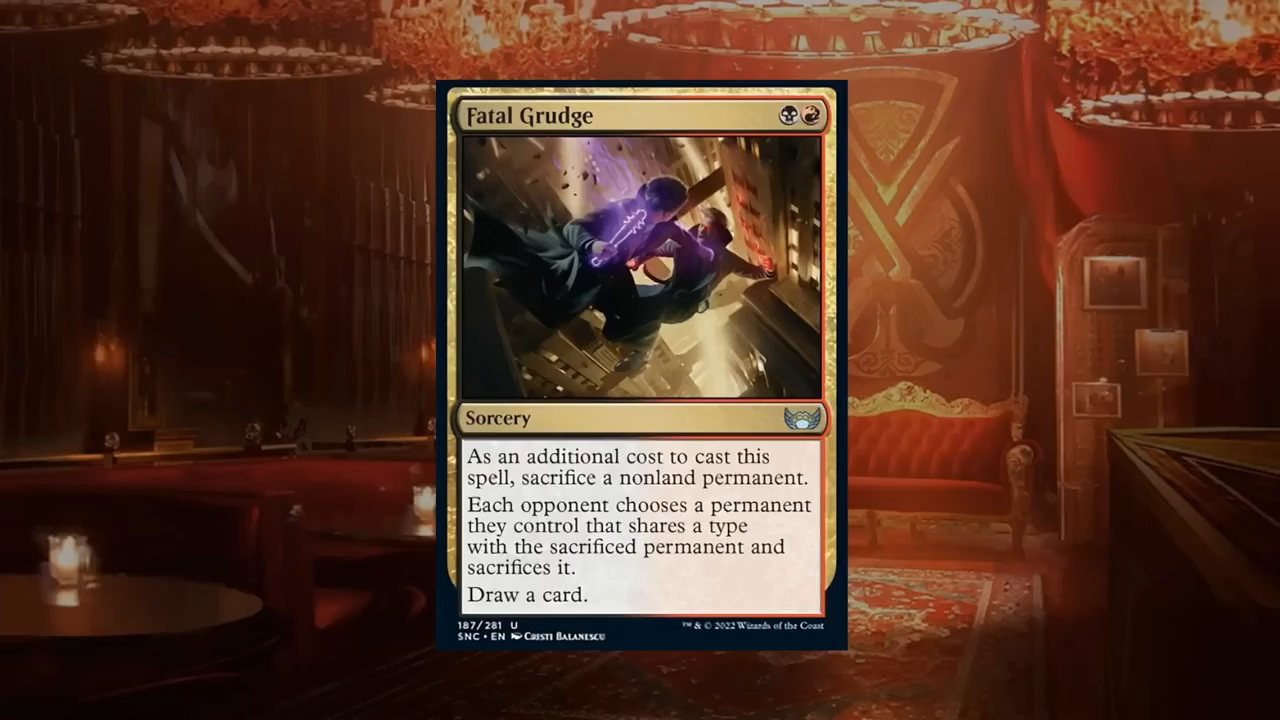 Fatal Grudge
Sorcery
As an additional cost to cast this
spell, sacrifice a nonland permanent.
Each opponent chooses a permanent
they control that shares a type
with the sacrificed permanent and
sacrifices it.
Draw a card.
187/281 U
SNC • EN Cristi Balanescu
™ & © 2022 Wizards of the Coast